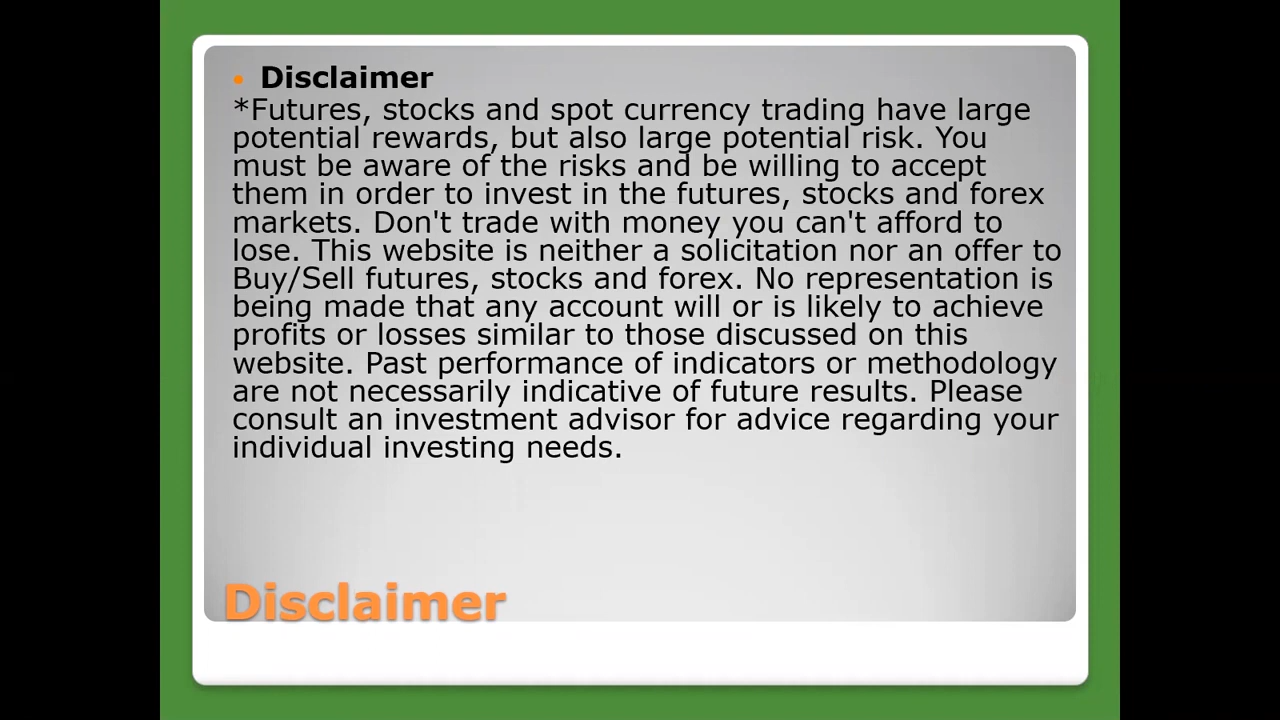 • Disclaimer
*Futures, stocks and spot currency trading have large
potential rewards, but also large potential risk. You
must be aware of the risks and be willing to accept
them in order to invest in the futures, stocks and forex
markets. Don't trade with money you can't afford to
lose. This website is neither a solicitation nor an offer to
Buy/Sell futures, stocks and forex. No representation is
being made that any account will or is likely to achieve
profits or losses similar to those discussed on this
website. Past performance of indicators or methodology
are not necessarily indicative of future results. Please
consult an investment advisor for advice regarding your
individual investing needs.
Disclaimer